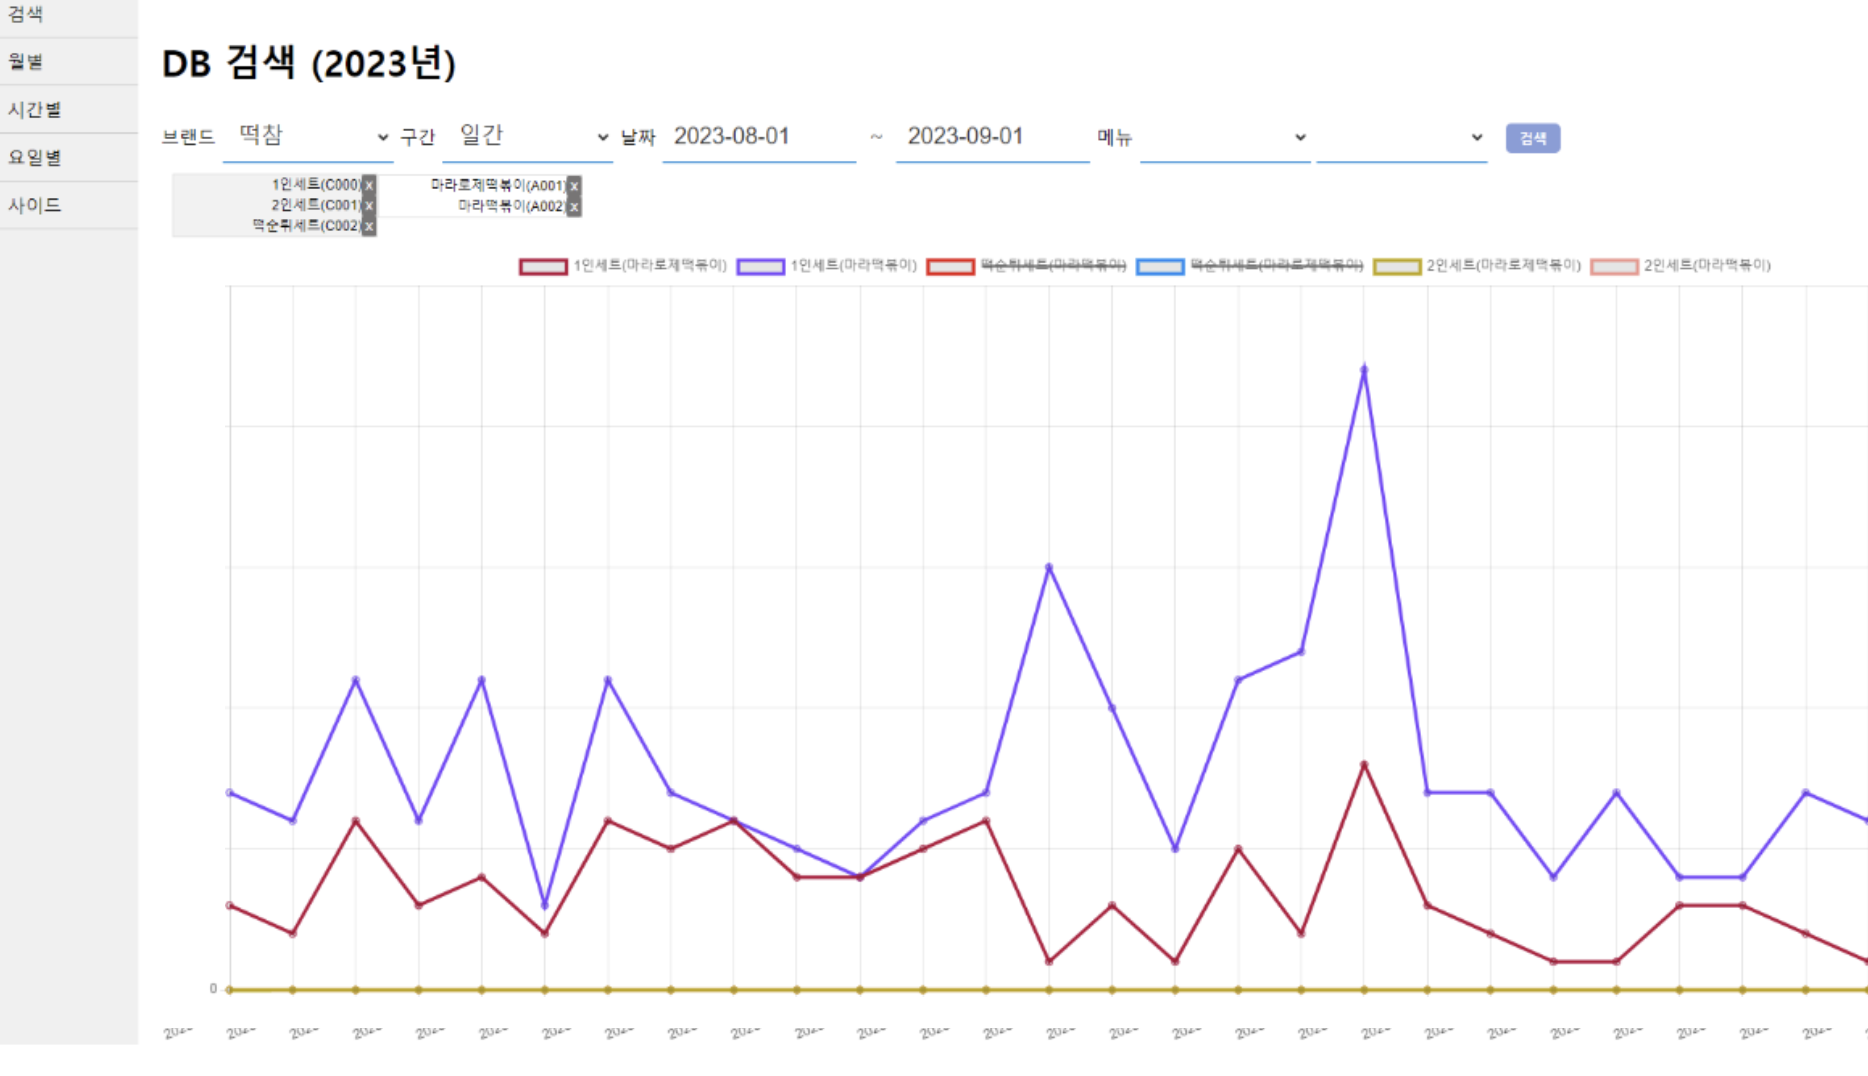 검색
월별
시간별
요일별
사이드
DB 검색 (2023년)
브랜드 떡참 구간 일간 날짜 2023-08-01 ~ 2023-09-01 메뉴 검색
1인세트(C000) x 마라로제떡볶이(A001) x
2인세트(C001) x 마라떡볶이(A002) x
떡순튀세트(C002) x
1인세트(마라로제떡볶이) 1인세트(마라떡볶이) 떡순튀세트(마라떡볶이) 떡순튀세트(마라로제떡볶이) 2인세트(마라로제떡볶이) 2인세트(마라떡볶이)
0